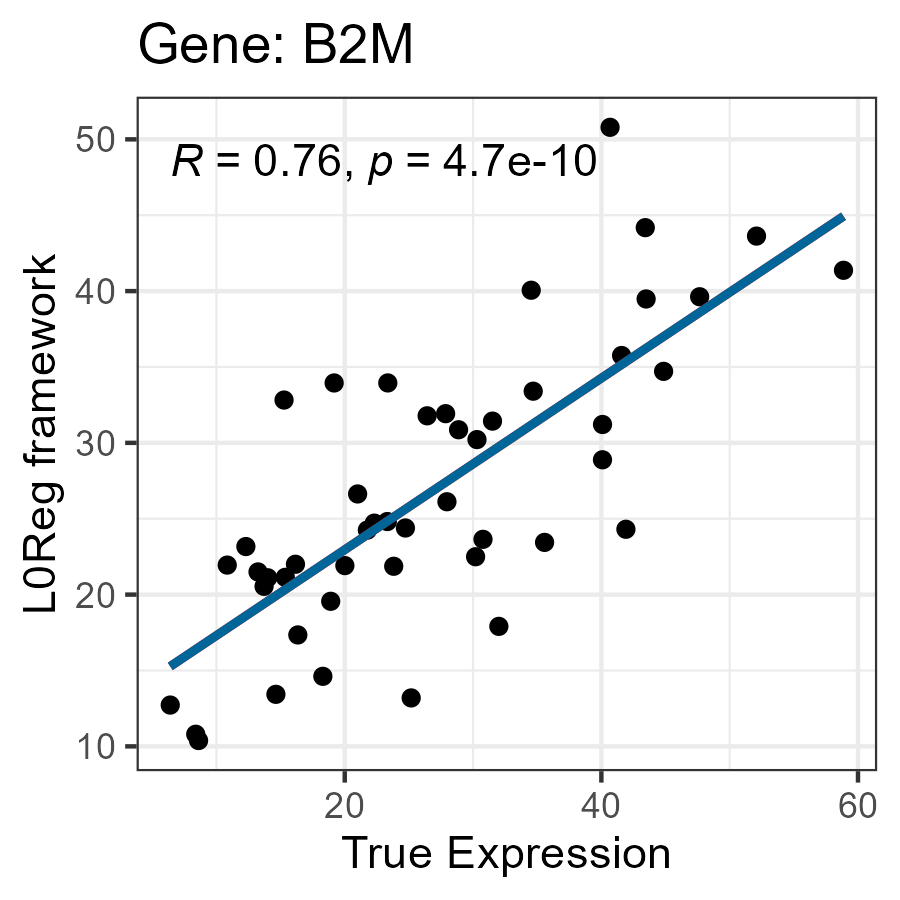 Gene: B2M
R = 0.76, p = 4.7e-10
50
40
30
20
10
L0Reg framework
20 40 60
True Expression